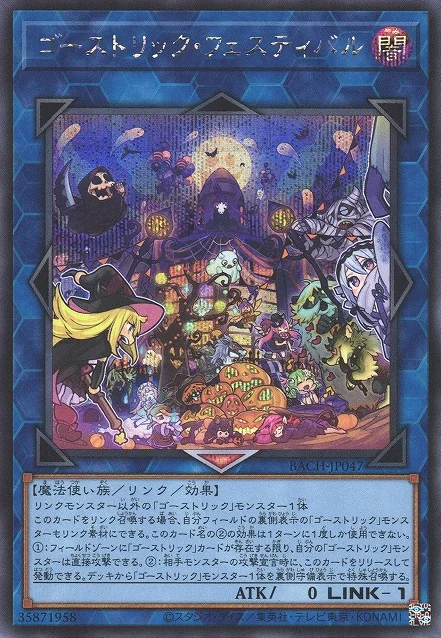 ゴーストリック・フェスティバル
闇
BACH-JP047
【魔法使い族／リンク／効果】
リンクモンスター以外の「ゴーストリック」モンスター1体
このカードをリンク召喚する場合、自分フィールドの裏側表示の「ゴーストリック」モンス
ターもリンク素材にできる。このカード名の②の効果は1ターンに1度しか使用できない。
①：フィールドゾーンに「ゴーストリック」カードが存在する限り、自分の「ゴーストリック」モンスタ
ーは直接攻撃できる。②：相手モンスターの攻撃宣言時に、このカードをリリースして
発動できる。デッキから「ゴーストリック」モンスター1体を裏側守備表示で特殊召喚する。
ATK/ 0 LINK-1
35871958
©スタジオ・ダイス／集英社・テレビ東京・KONAMI